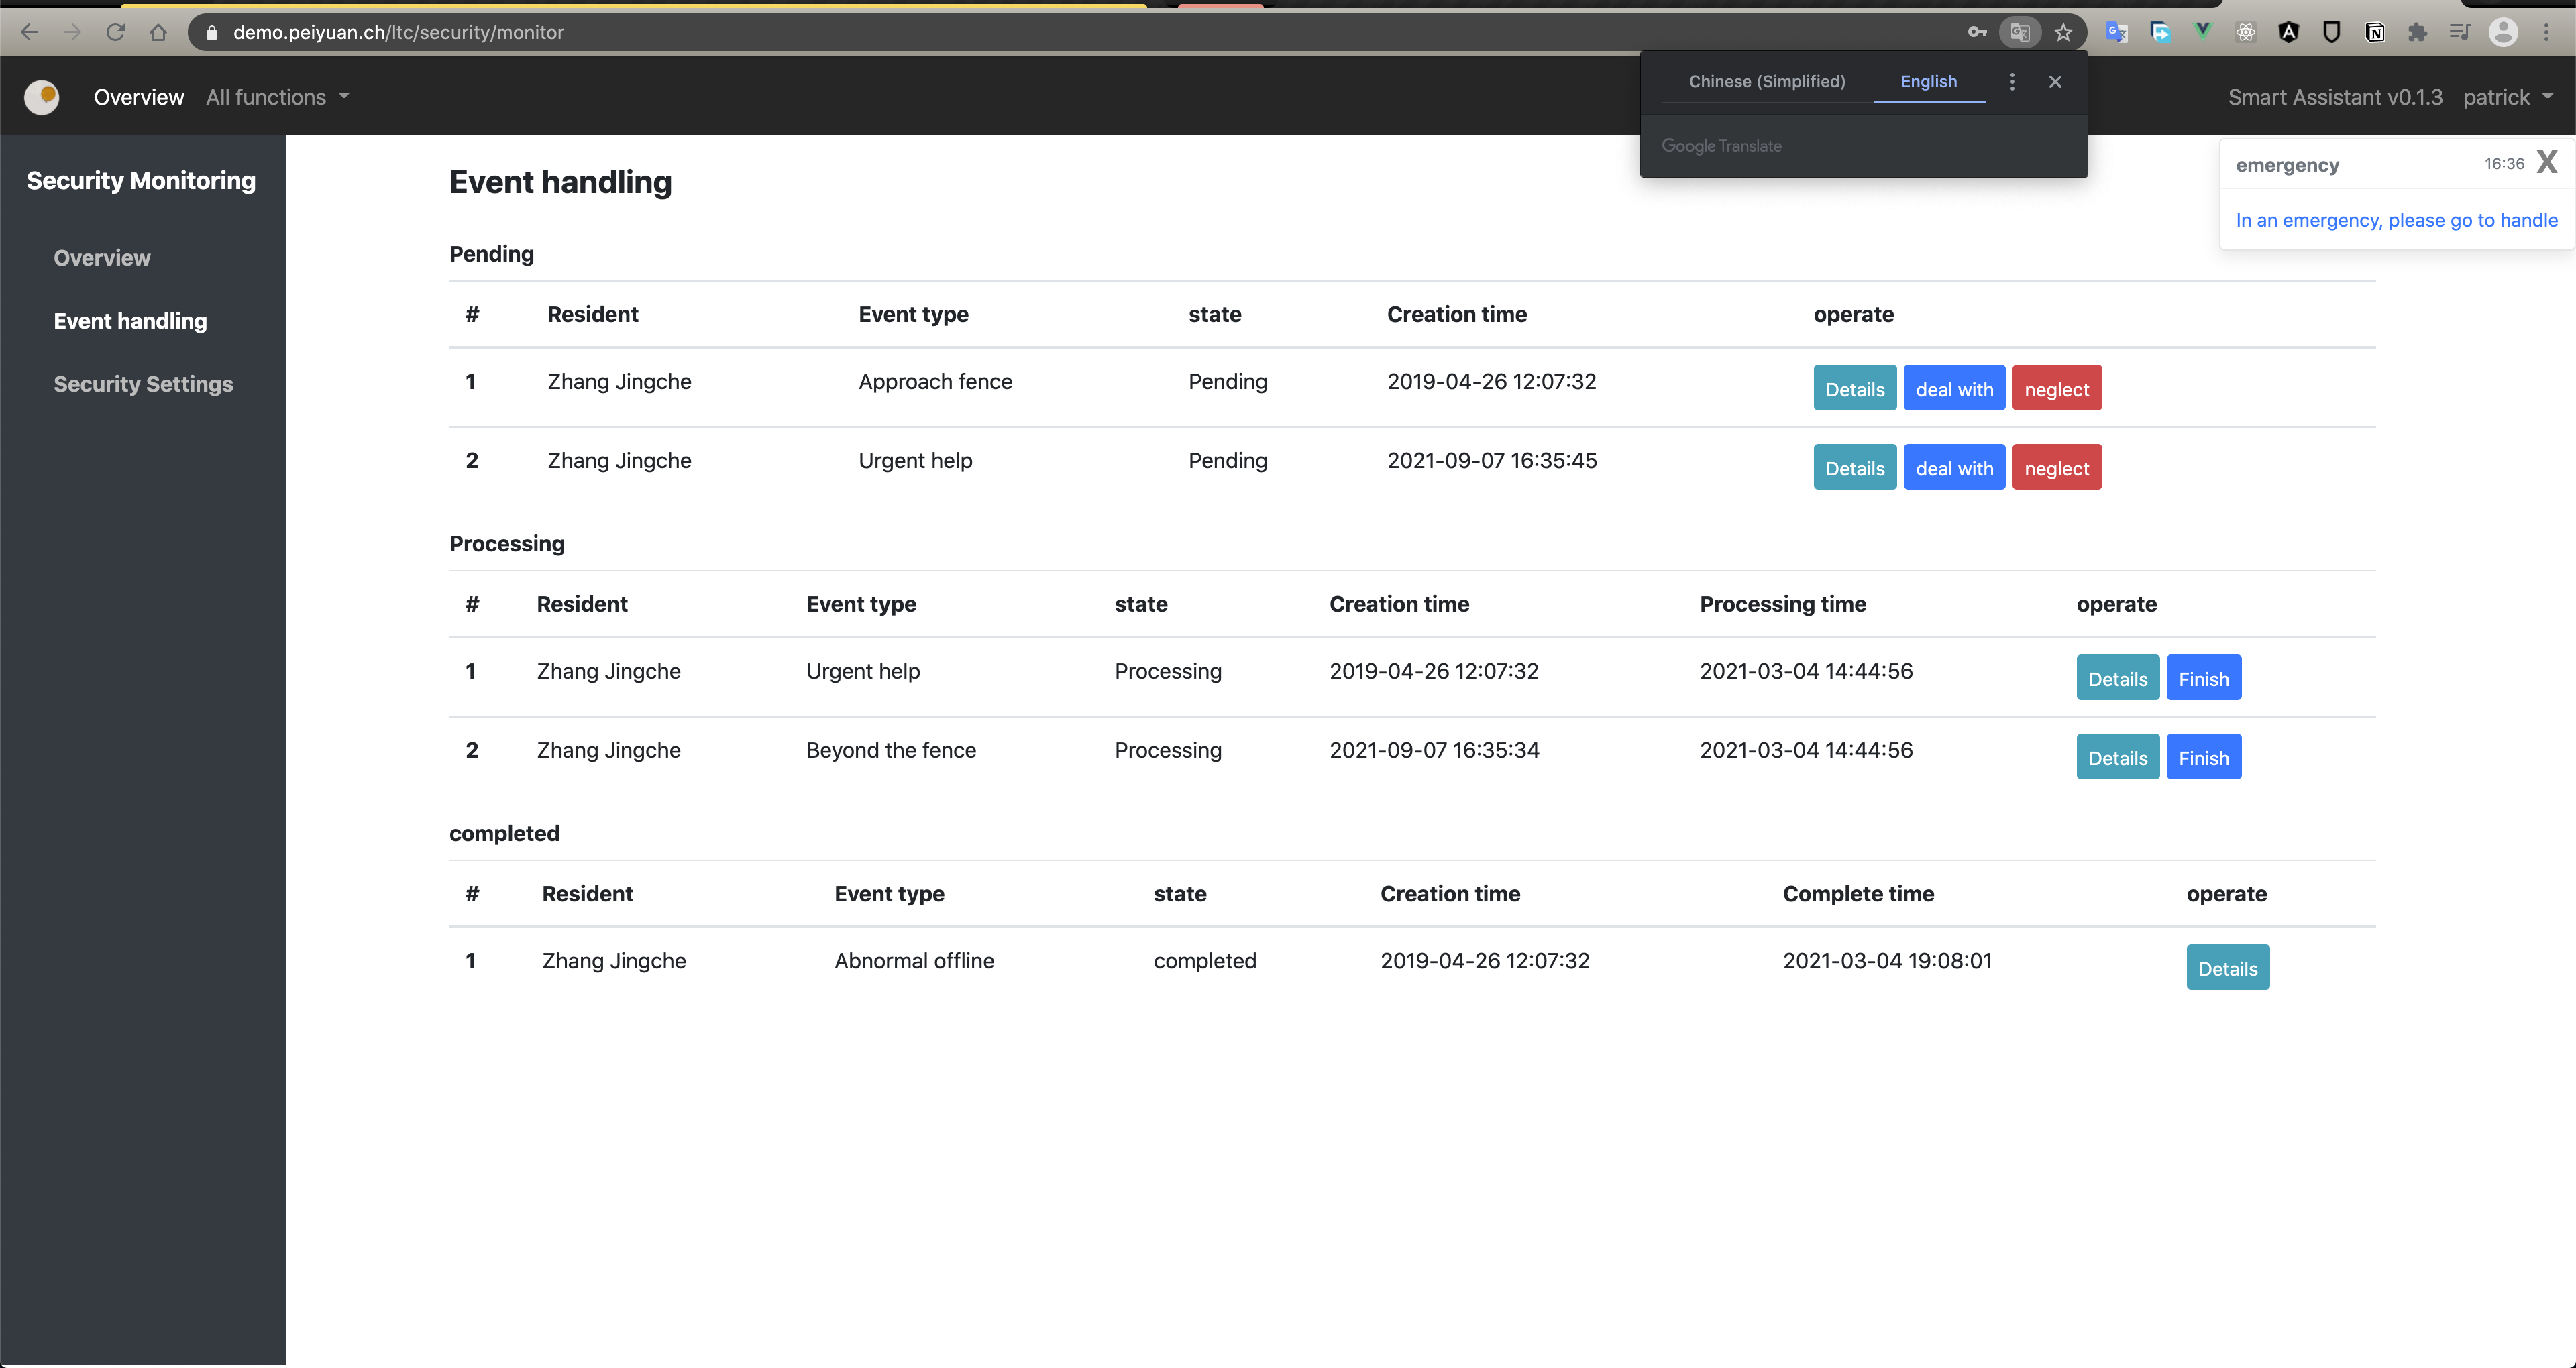 demo.peiyuan.ch/ltc/security/monitor
Overview All functions
Chinese (Simplified) English
Google Translate
Smart Assistant v0.1.3 patrick
emergency 16:36 X
In an emergency, please go to handle
Security Monitoring
Overview
Event handling
Security Settings
Event handling
Pending
# Resident Event type state Creation time operate
1 Zhang Jingche Approach fence Pending 2019-04-26 12:07:32 Details deal with neglect
2 Zhang Jingche Urgent help Pending 2021-09-07 16:35:45 Details deal with neglect
Processing
# Resident Event type state Creation time Processing time operate
1 Zhang Jingche Urgent help Processing 2019-04-26 12:07:32 2021-03-04 14:44:56 Details Finish
2 Zhang Jingche Beyond the fence Processing 2021-09-07 16:35:34 2021-03-04 14:44:56 Details Finish
completed
# Resident Event type state Creation time Complete time operate
1 Zhang Jingche Abnormal offline completed 2019-04-26 12:07:32 2021-03-04 19:08:01 Details